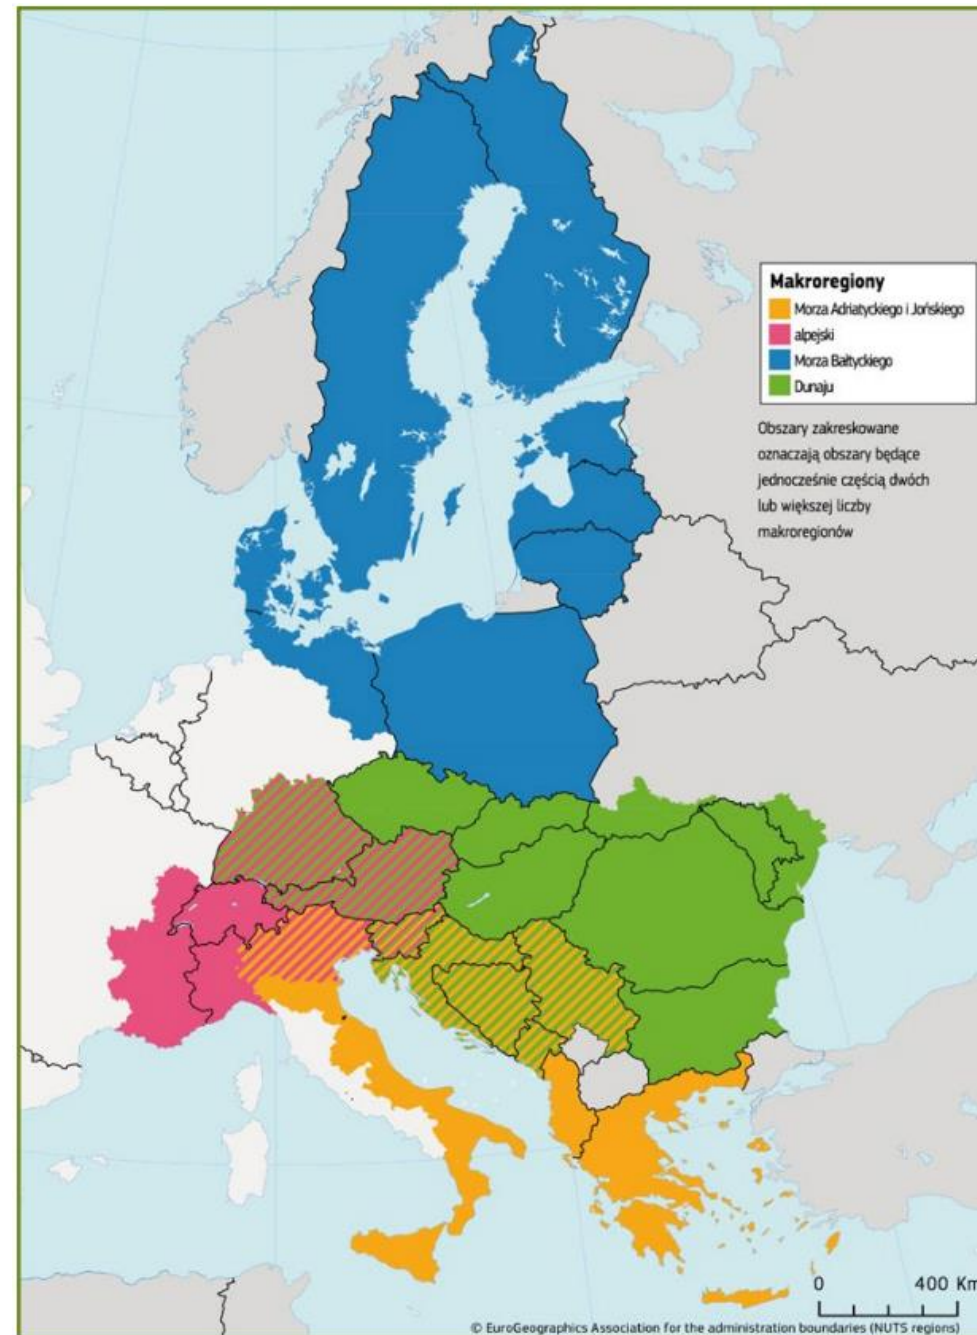 Makroregiony
Morza Adriatyckiego i Jońskiego
alpejski
Morza Bałtyckiego
Dunaju
Obszary zakreskowane
oznaczają obszary będące
jednocześnie częścią dwóch
lub większej liczby
makroregionów
0 400 Km
© EuroGeographics Association for the administration boundaries (NUTS regions)